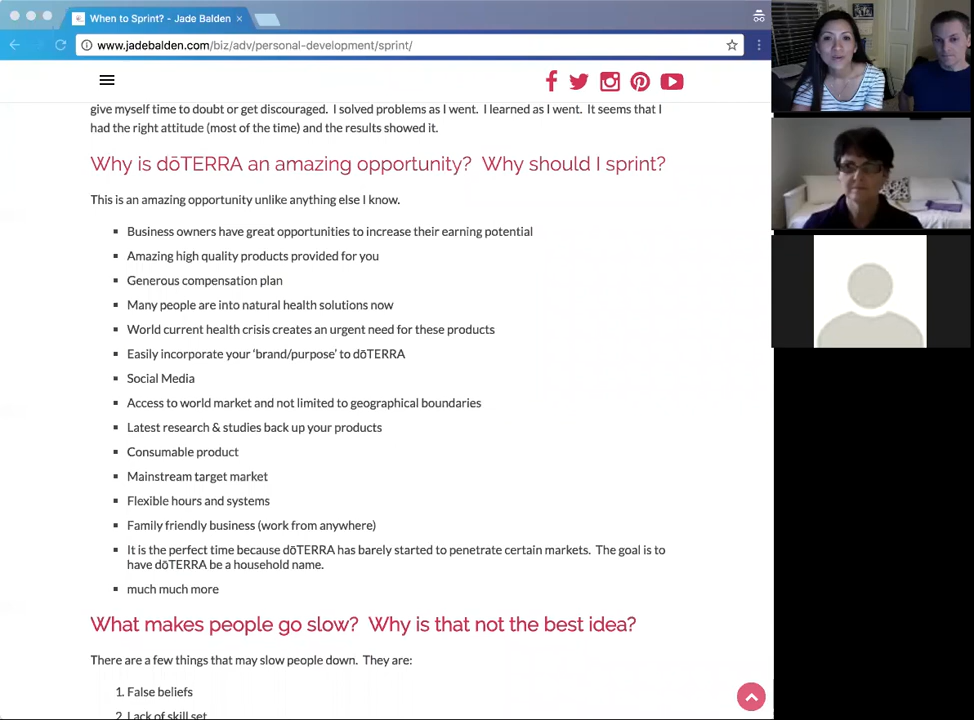 When to Sprint? - Jade Balden ×
www.jadebalden.com/biz/adv/personal-development/sprint/
give myself time to doubt or get discouraged.  I solved problems as I went.  I learned as I went.  It seems that I
had the right attitude (most of the time) and the results showed it.
Why is dōTERRA an amazing opportunity?  Why should I sprint?
This is an amazing opportunity unlike anything else I know.
▪ Business owners have great opportunities to increase their earning potential
▪ Amazing high quality products provided for you
▪ Generous compensation plan
▪ Many people are into natural health solutions now
▪ World current health crisis creates an urgent need for these products
▪ Easily incorporate your ‘brand/purpose’ to dōTERRA
▪ Social Media
▪ Access to world market and not limited to geographical boundaries
▪ Latest research & studies back up your products
▪ Consumable product
▪ Mainstream target market
▪ Flexible hours and systems
▪ Family friendly business (work from anywhere)
▪ It is the perfect time because dōTERRA has barely started to penetrate certain markets.  The goal is to
have dōTERRA be a household name.
▪ much much more
What makes people go slow?  Why is that not the best idea?
There are a few things that may slow people down.  They are:
1. False beliefs
2. Lack of skill set